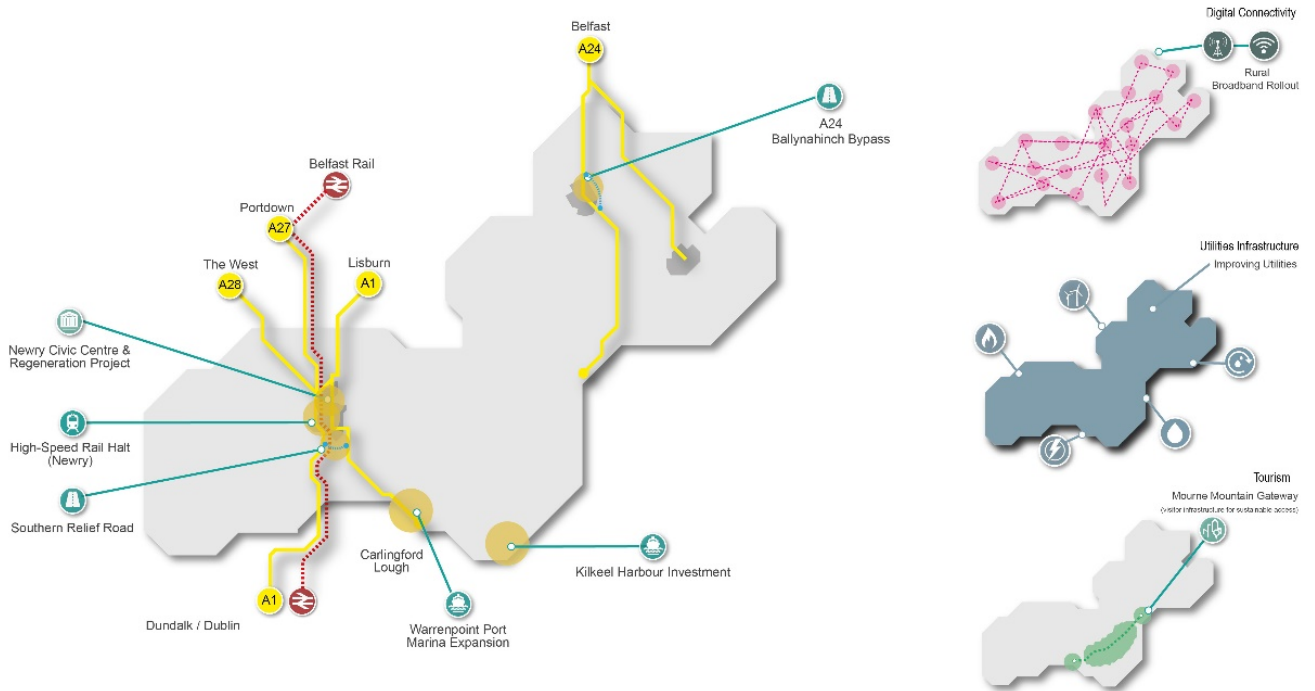 Belfast
A24
A24
Ballynahinch Bypass
Belfast Rail
Portdown
A27
The West
A28
Lisburn
A1
Newry Civic Centre &
Regeneration Project
High-Speed Rail Halt
(Newry)
Southern Relief Road
A1
Dundalk / Dublin
Carlingford
Lough
Warrenpoint Port
Marina Expansion
Kilkeel Harbour Investment
Digital Connectivity
Rural
Broadband Rollout
Utilities Infrastructure
Improving Utilities
Tourism
Mourne Mountain Gateway
(visitor infrastructure for sustainable access)